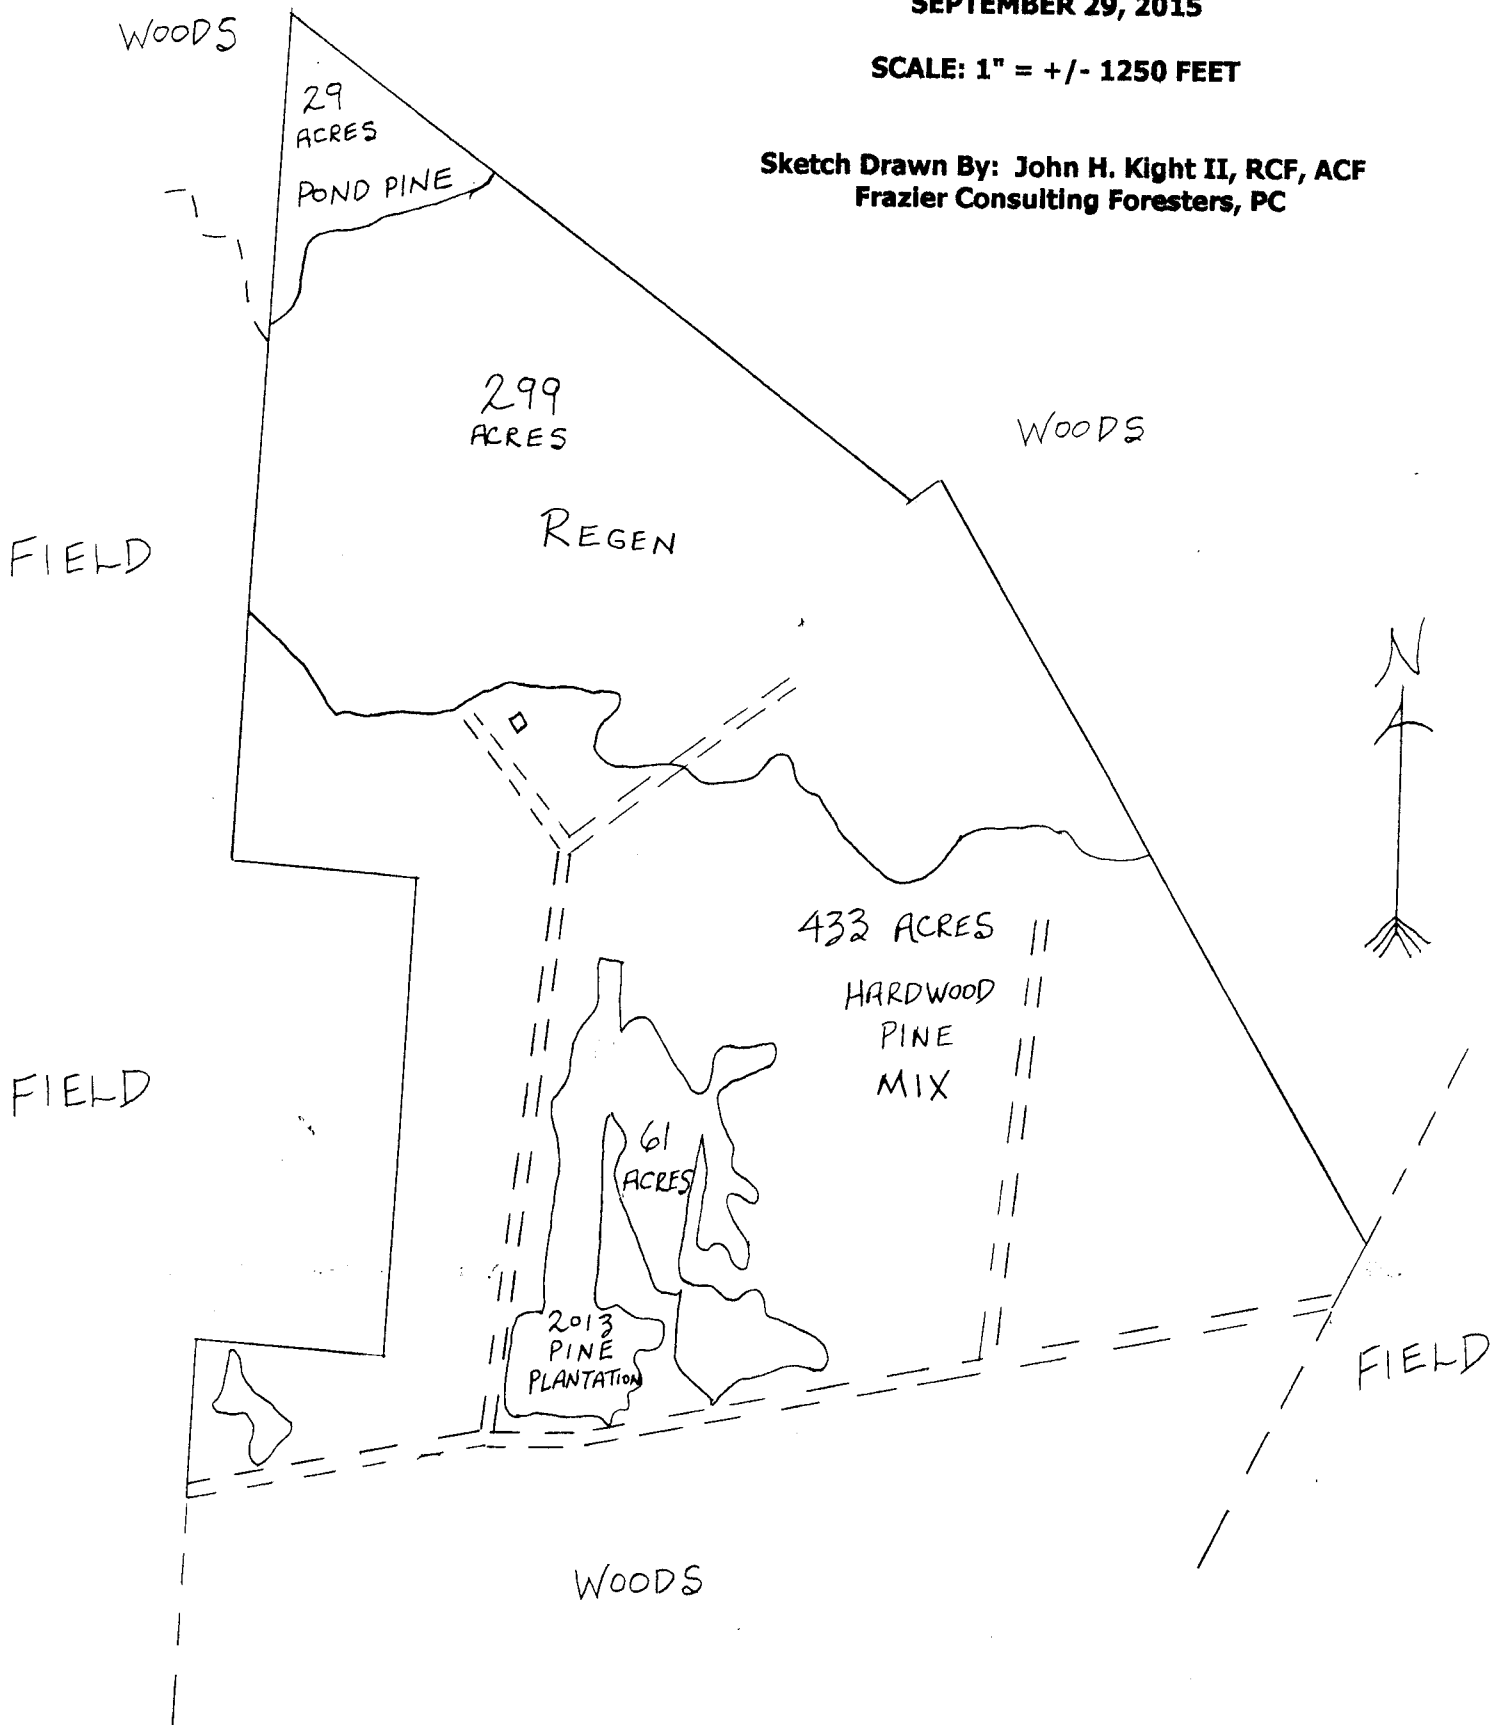 SEPTEMBER 29, 2015
WOODS
SCALE: 1" = +/- 1250 FEET
29
ACRES
POND PINE
Sketch Drawn By: John H. Kight II, RCF, ACF
Frazier Consulting Foresters, PC
299
ACRES
WOODS
REGEN
FIELD
N
433 ACRES
HARDWOOD
PINE
MIX
FIELD
61
ACRES
2013
PINE
PLANTATION
FIELD
WOODS